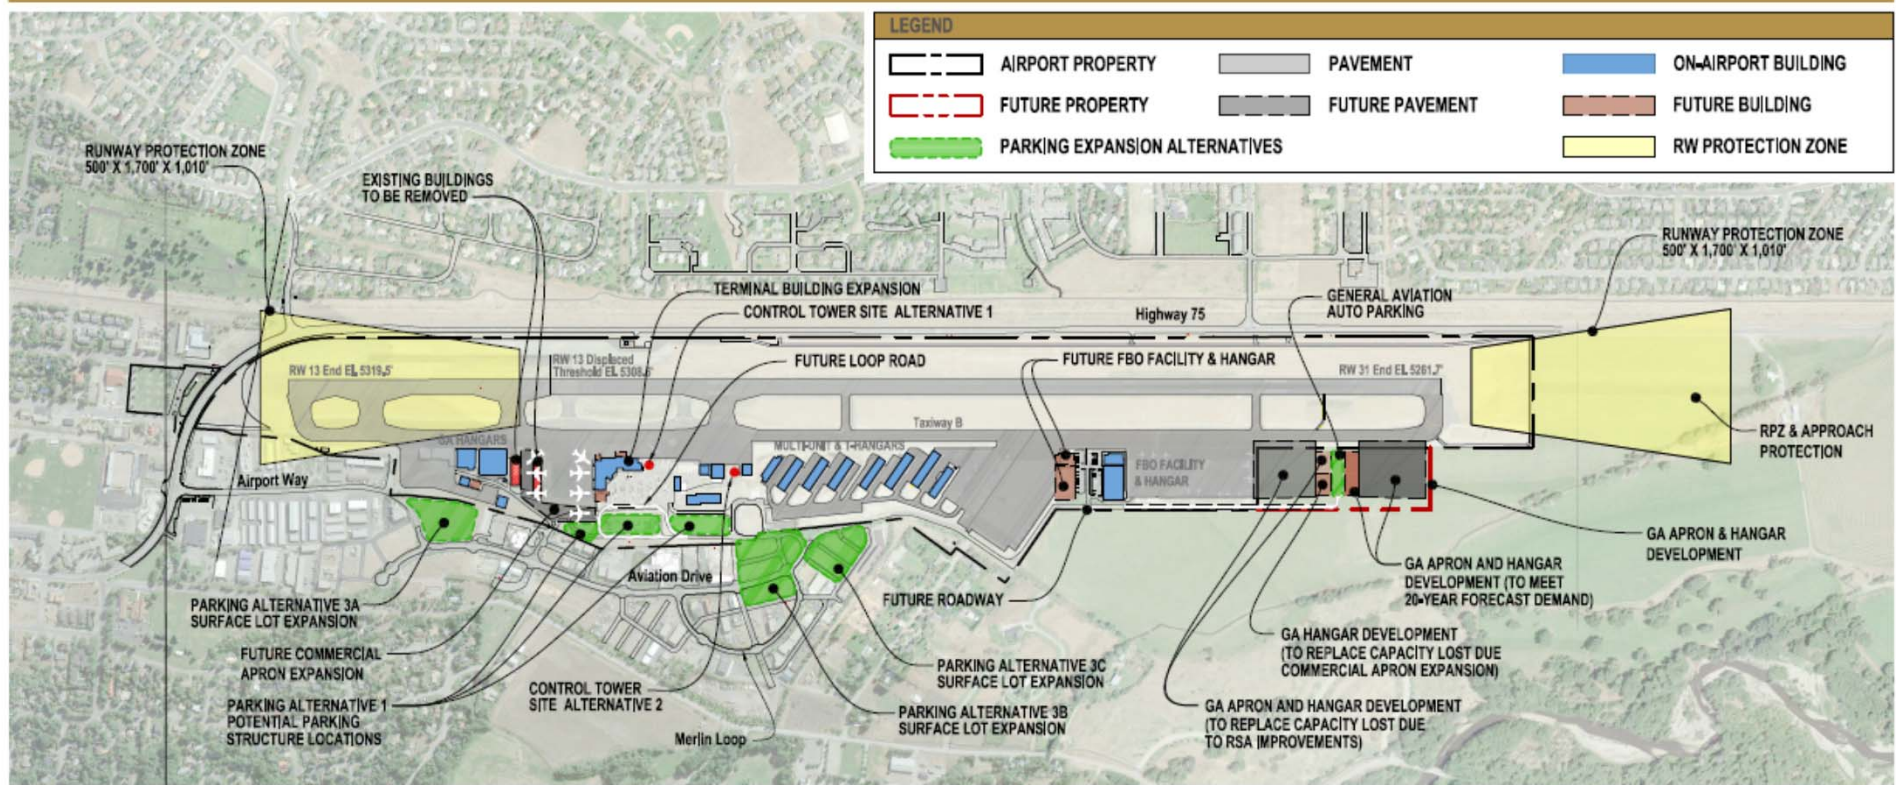 LEGEND
AIRPORT PROPERTY
PAVEMENT
ON-AIRPORT BUILDING
FUTURE PROPERTY
FUTURE PAVEMENT
FUTURE BUILDING
PARKING EXPANSION ALTERNATIVES
RW PROTECTION ZONE
RUNWAY PROTECTION ZONE
500' X 1,700' X 1,010'
EXISTING BUILDINGS
TO BE REMOVED
RUNWAY PROTECTION ZONE
500' X 1,700' X 1,010'
TERMINAL BUILDING EXPANSION
CONTROL TOWER SITE ALTERNATIVE 1
Highway 75
GENERAL AVIATION
AUTO PARKING
RW 13 End El. 5319.5'
RW 13 Displaced
Threshold El. 5308.6'
FUTURE LOOP ROAD
FUTURE FBO FACILITY & HANGAR
RW 31 End El. 5261.7'
Taxiway B
RPZ & APPROACH
PROTECTION
GA HANGARS
MULTI-UNIT & T-HANGARS
FBO FACILITY
& HANGAR
Airport Way
GA APRON & HANGAR
DEVELOPMENT
Aviation Drive
GA APRON AND HANGAR
DEVELOPMENT (TO MEET
20-YEAR FORECAST DEMAND)
FUTURE ROADWAY
PARKING ALTERNATIVE 3A
SURFACE LOT EXPANSION
GA HANGAR DEVELOPMENT
(TO REPLACE CAPACITY LOST DUE
COMMERCIAL APRON EXPANSION)
FUTURE COMMERCIAL
APRON EXPANSION
PARKING ALTERNATIVE 3C
SURFACE LOT EXPANSION
CONTROL TOWER
SITE ALTERNATIVE 2
PARKING ALTERNATIVE 1
POTENTIAL PARKING
STRUCTURE LOCATIONS
PARKING ALTERNATIVE 3B
SURFACE LOT EXPANSION
GA APRON AND HANGAR DEVELOPMENT
(TO REPLACE CAPACITY LOST DUE
TO RSA IMPROVEMENTS)
Merlin Loop